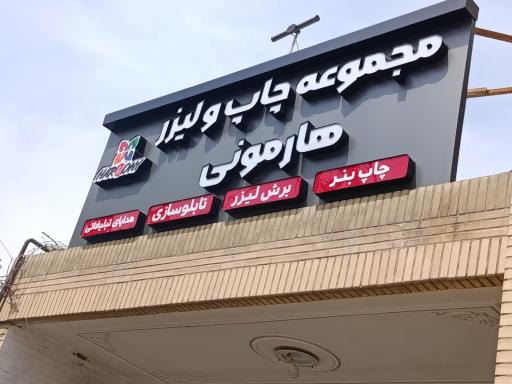 مجموعه چاپ و لیزر
هارمونی
HARMONY
چاپ بنر
برش لیزر
تابلوسازی
هدایای تبلیغاتی